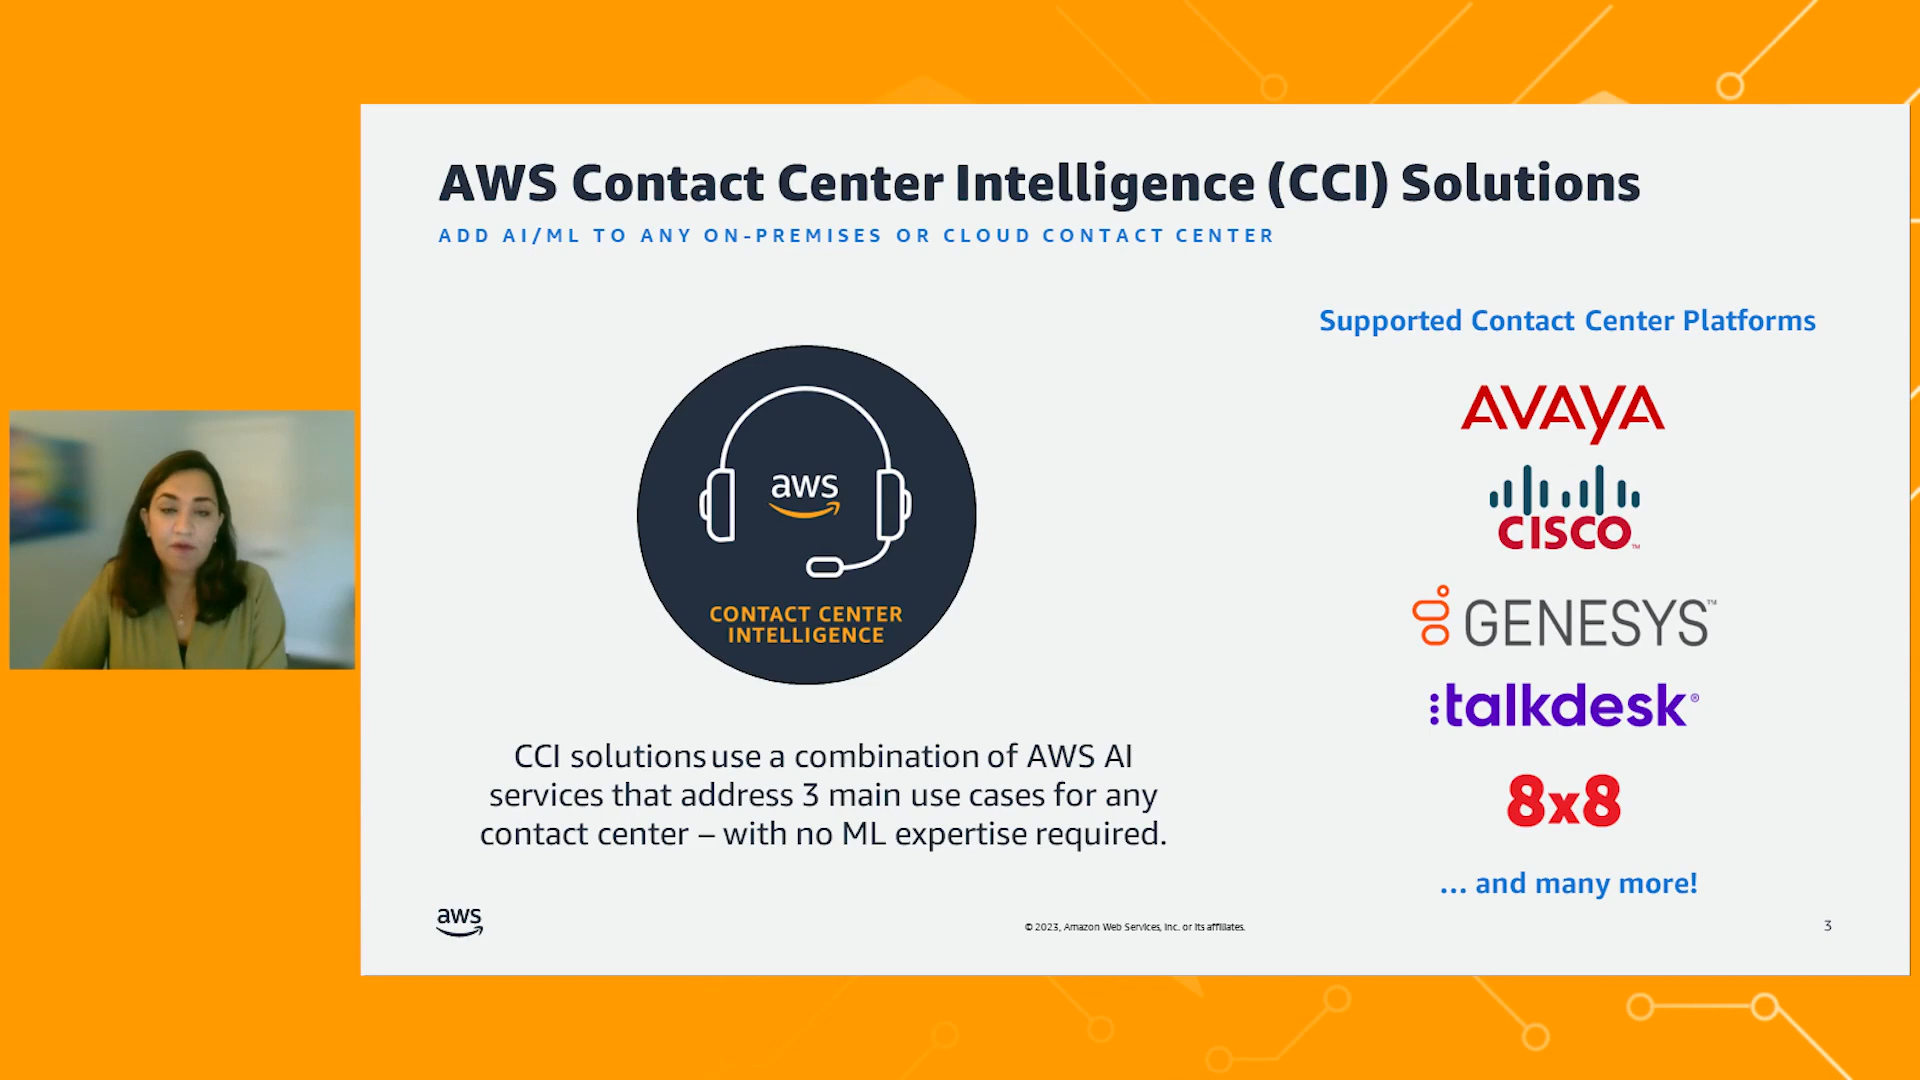 AWS Contact Center Intelligence (CCI) Solutions
ADD AI/ML TO ANY ON-PREMISES OR CLOUD CONTACT CENTER
aws
CONTACT CENTER
INTELLIGENCE
CCI solutions use a combination of AWS AI
services that address 3 main use cases for any
contact center – with no ML expertise required.
Supported Contact Center Platforms
AVAYA
CISCO™
GENESYS™
talkdesk®
8x8
... and many more!
aws
© 2023, Amazon Web Services, Inc. or its affiliates.
3